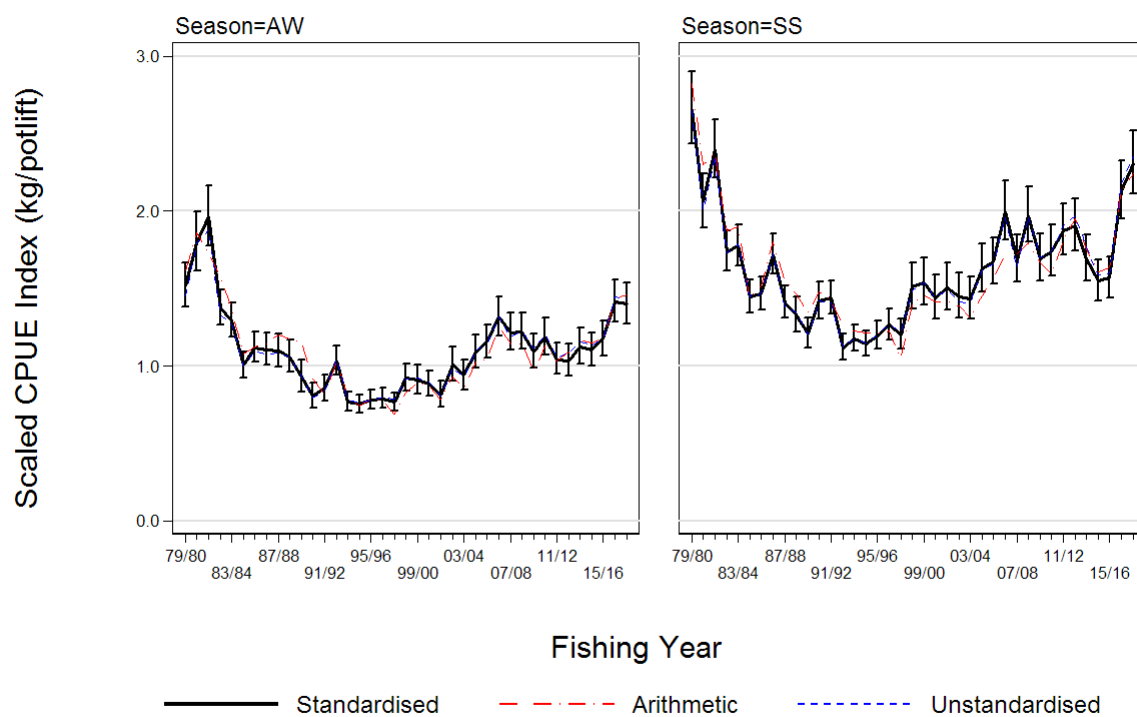 Season=AW
Season=SS
Scaled CPUE Index (kg/potlift)
3.0
2.0
1.0
0.0
79/80 87/88 95/96 03/04 11/12
83/84 91/92 99/00 07/08 15/16
79/80 87/88 95/96 03/04 11/12
83/84 91/92 99/00 07/08 15/16
Fishing Year
Standardised Arithmetic Unstandardised